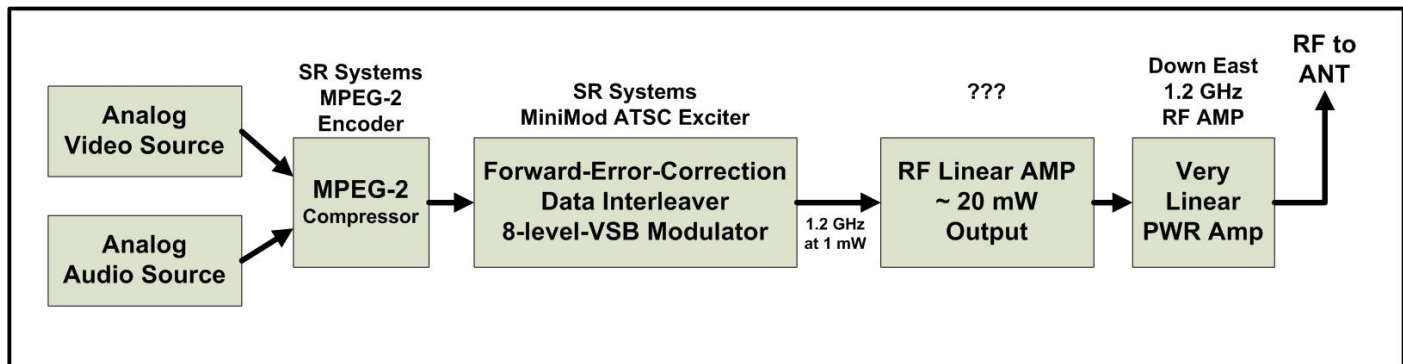 Analog
Video Source
Analog
Audio Source
SR Systems
MPEG-2
Encoder
MPEG-2
Compressor
SR Systems
MiniMod ATSC Exciter
Forward-Error-Correction
Data Interleaver
8-level-VSB Modulator
1.2 GHz
at 1 mW
???
RF Linear AMP
~ 20 mW
Output
Down East
1.2 GHz
RF AMP
Very
Linear
PWR Amp
RF to
ANT